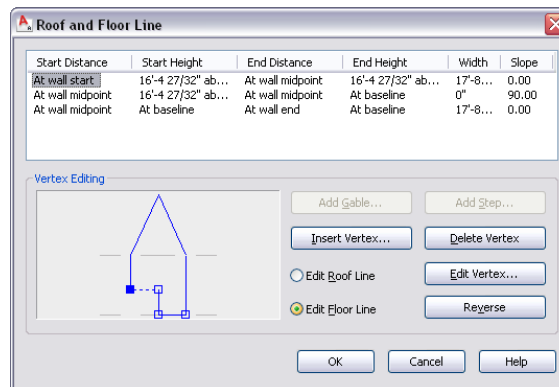 Roof and Floor Line
Start Distance Start Height End Distance End Height Width Slope
At wall start 16'-4 27/32" ab... At wall midpoint 16'-4 27/32" ab... 17'-8... 0.00
At wall midpoint 16'-4 27/32" ab... At wall midpoint At baseline 0" 90.00
At wall midpoint At baseline At wall end At baseline 17'-8... 0.00
Vertex Editing
Add Gable... Add Step...
Insert Vertex... Delete Vertex
Edit Roof Line Edit Vertex...
Edit Floor Line Reverse
OK Cancel Help